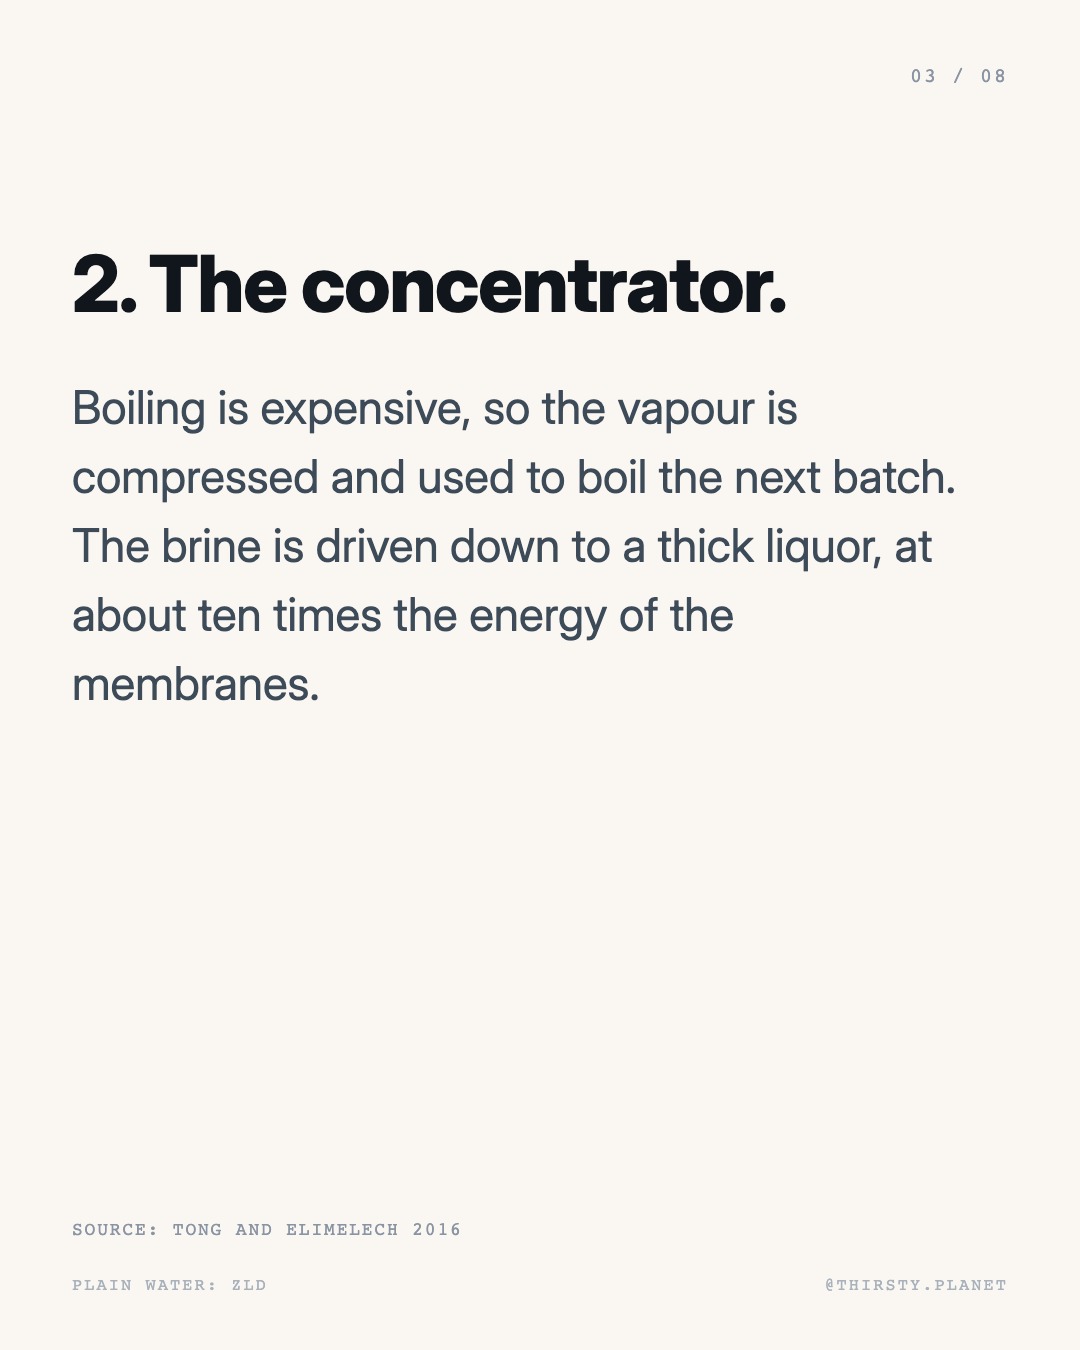 03 / 08
2. The concentrator.
Boiling is expensive, so the vapour is
compressed and used to boil the next batch.
The brine is driven down to a thick liquor, at
about ten times the energy of the
membranes.
SOURCE: TONG AND ELIMELECH 2016
PLAIN WATER: ZLD
@THIRSTY.PLANET